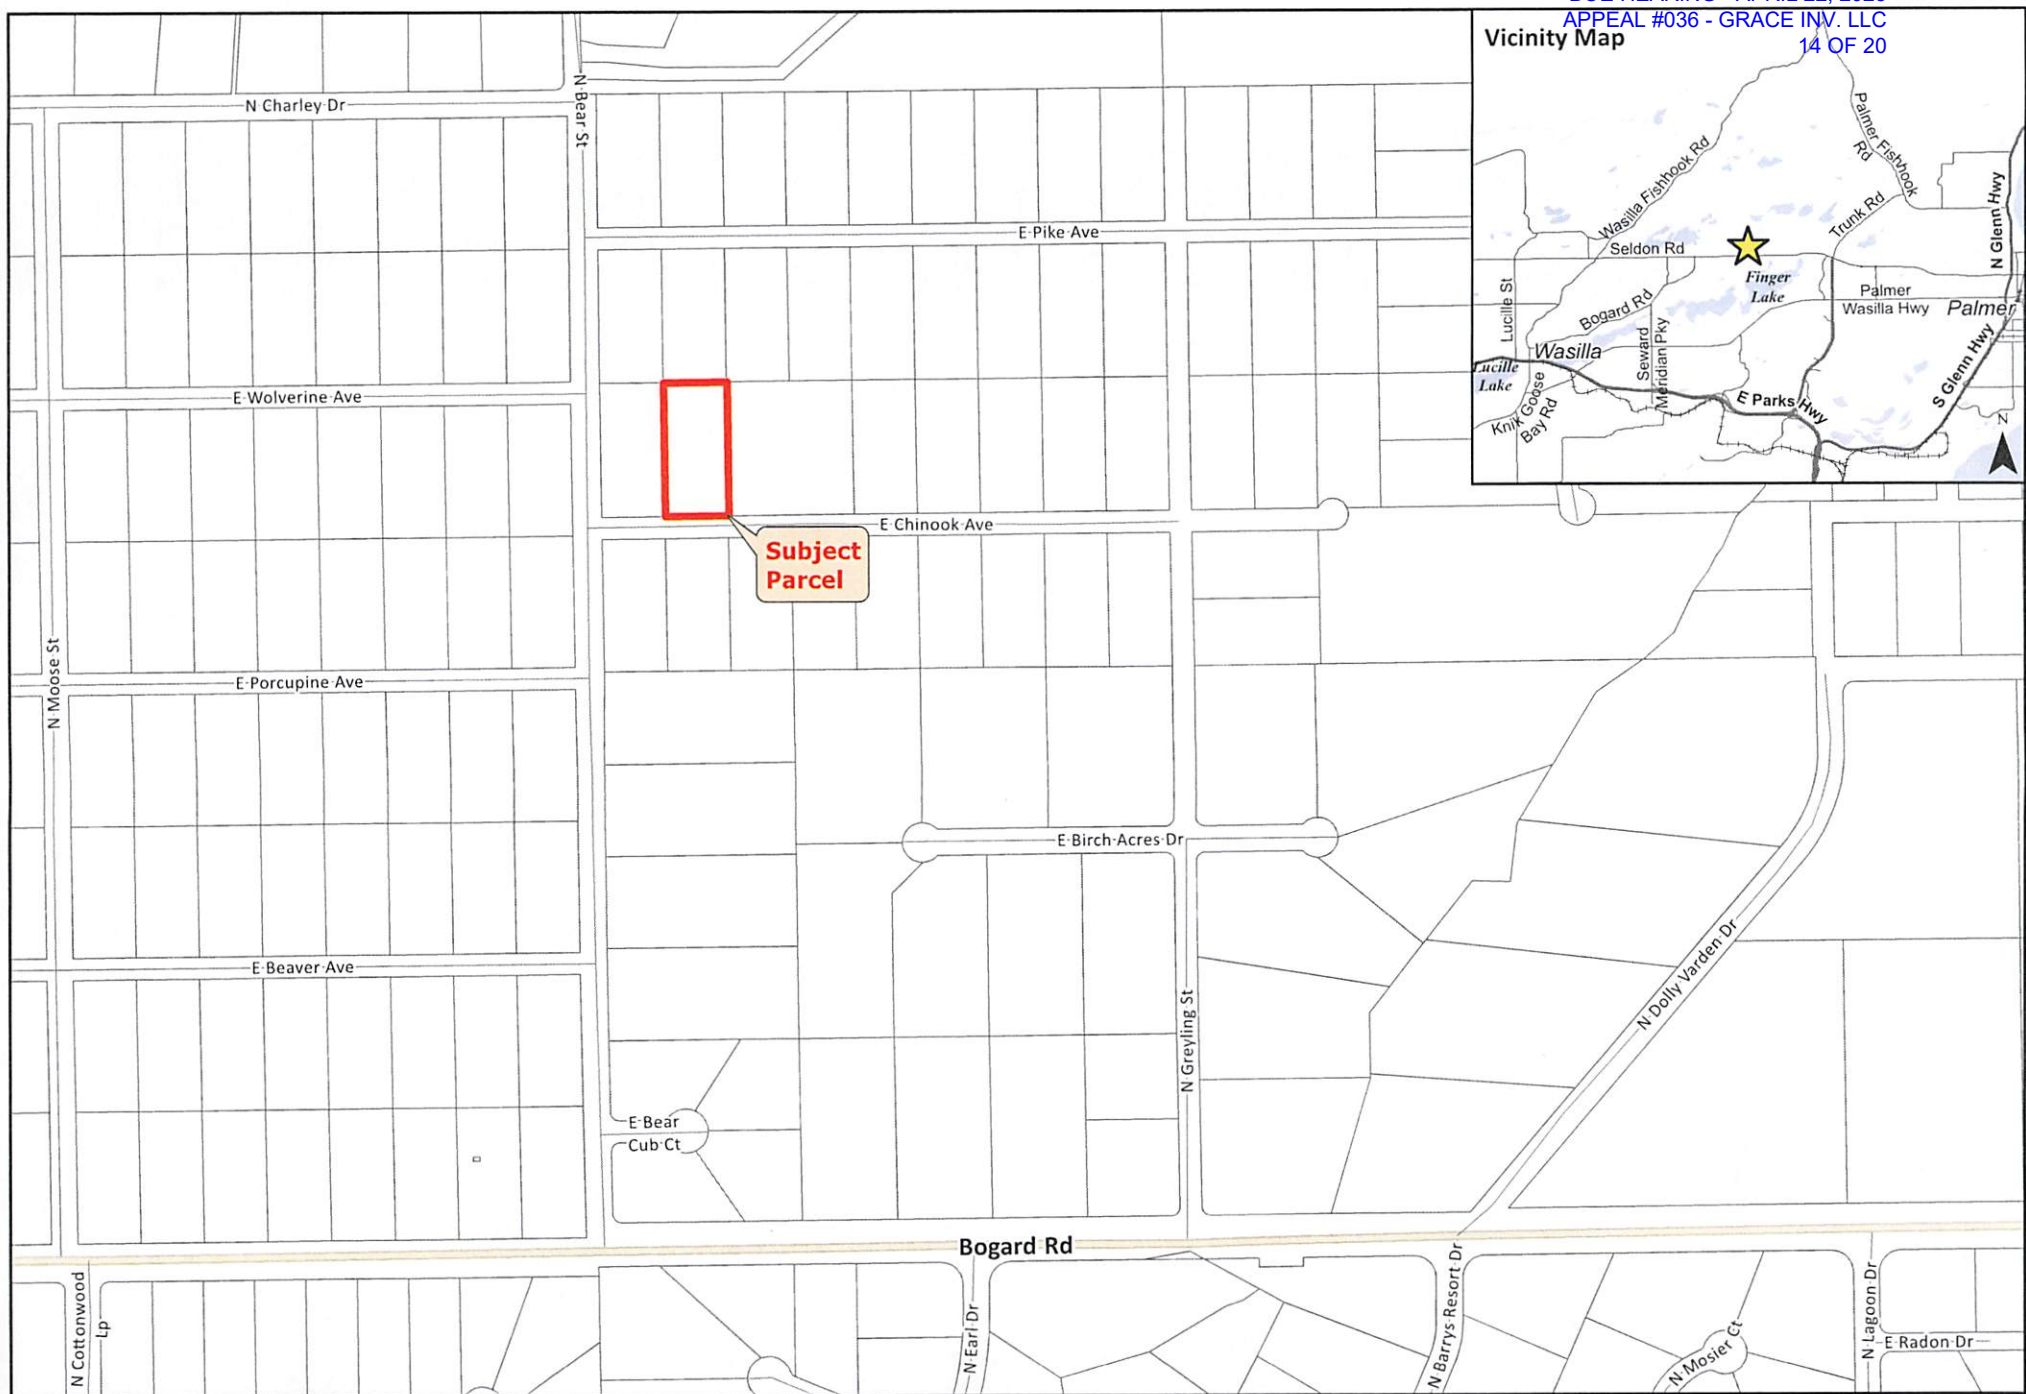 APPEAL #036 - GRACE INV. LLC
14 OF 20
Vicinity Map
Palmer Fishhook
Rd
Wasilla Fishhook Rd
Trunk Rd
N Glenn Hwy
Seldon Rd
Finger
Lake
Lucille St
Bogard Rd
Palmer
Wasilla Hwy
Palmer
Seward
Meridian Pky
Wasilla
Lucille
Lake
Knik Goose
Bay Rd
E Parks Hwy
S Glenn Hwy
N
N Charley Dr
N Bear St
E Pike Ave
E Wolverine Ave
E Chinook Ave
Subject
Parcel
N Moose St
E Porcupine Ave
E Birch Acres Dr
E Beaver Ave
N Greyling St
N Dolly Varden Dr
E Bear
Cub Ct
Bogard Rd
N Cottonwood
Lp
N Earl Dr
N Barrys Resort Dr
N Mosier Ct
N Lagoon Dr
E Radon Dr